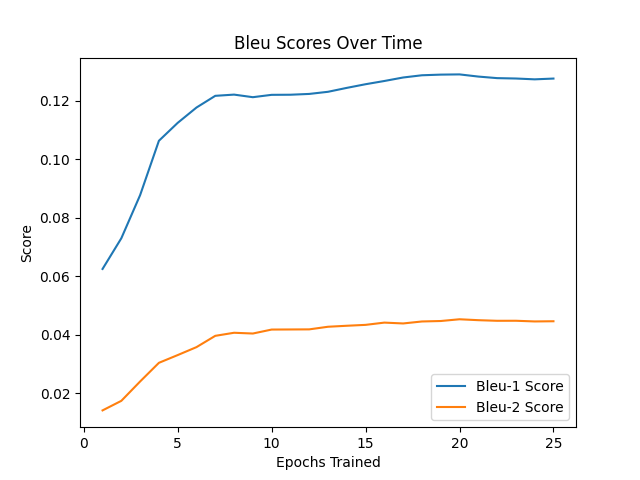 Bleu Scores Over Time
Score
0.12
0.10
0.08
0.06
0.04
0.02
Bleu-1 Score
Bleu-2 Score
0 5 10 15 20 25
Epochs Trained